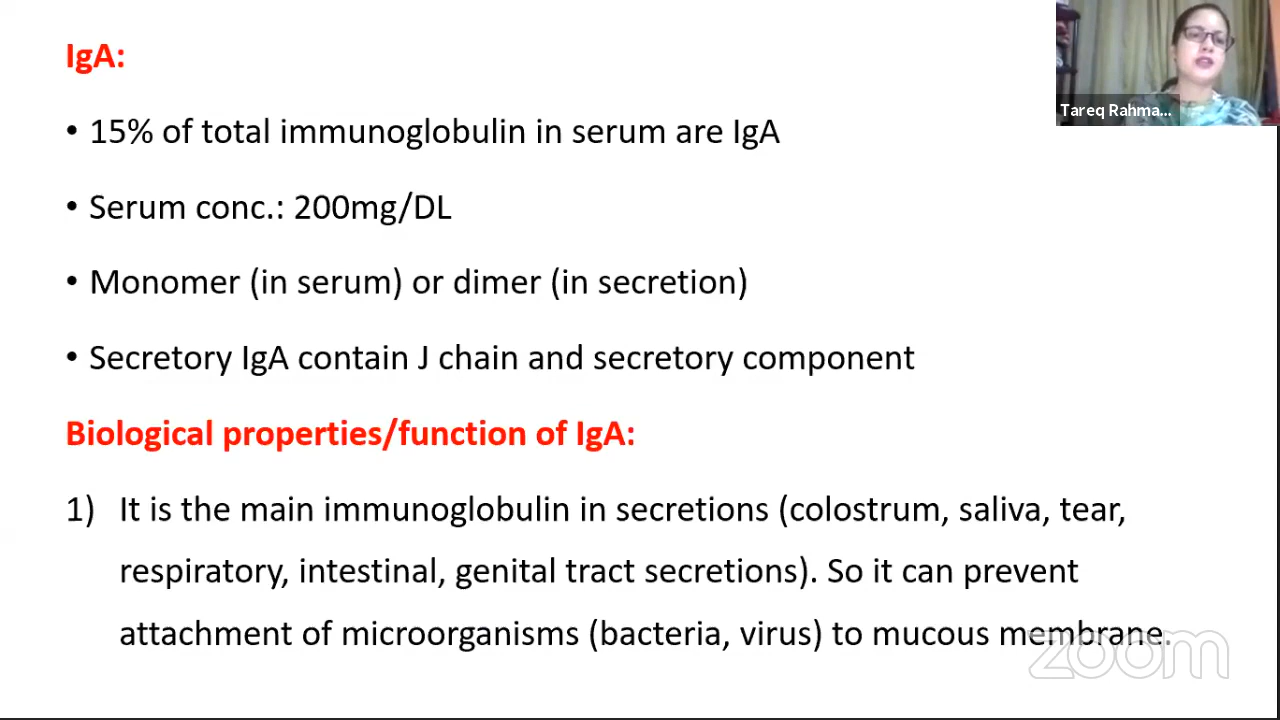 IgA:
• 15% of total immunoglobulin in serum are IgA
• Serum conc.: 200mg/DL
• Monomer (in serum) or dimer (in secretion)
• Secretory IgA contain J chain and secretory component
Biological properties/function of IgA:
1) It is the main immunoglobulin in secretions (colostrum, saliva, tear,
respiratory, intestinal, genital tract secretions). So it can prevent
attachment of microorganisms (bacteria, virus) to mucous membrane.
Tareq Rahma...
zoom